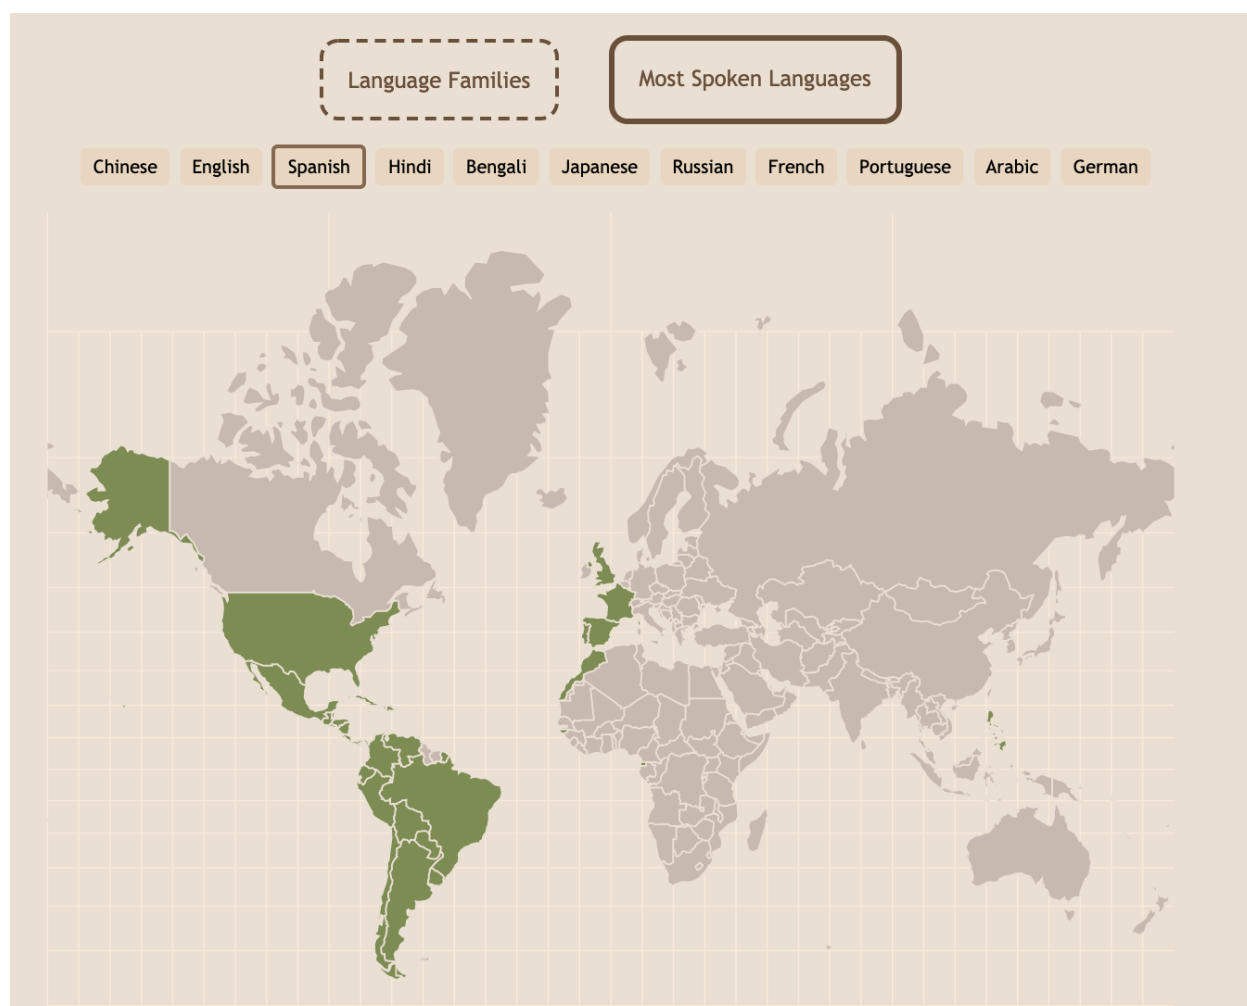 Language Families
Most Spoken Languages
Chinese
English
Spanish
Hindi
Bengali
Japanese
Russian
French
Portuguese
Arabic
German